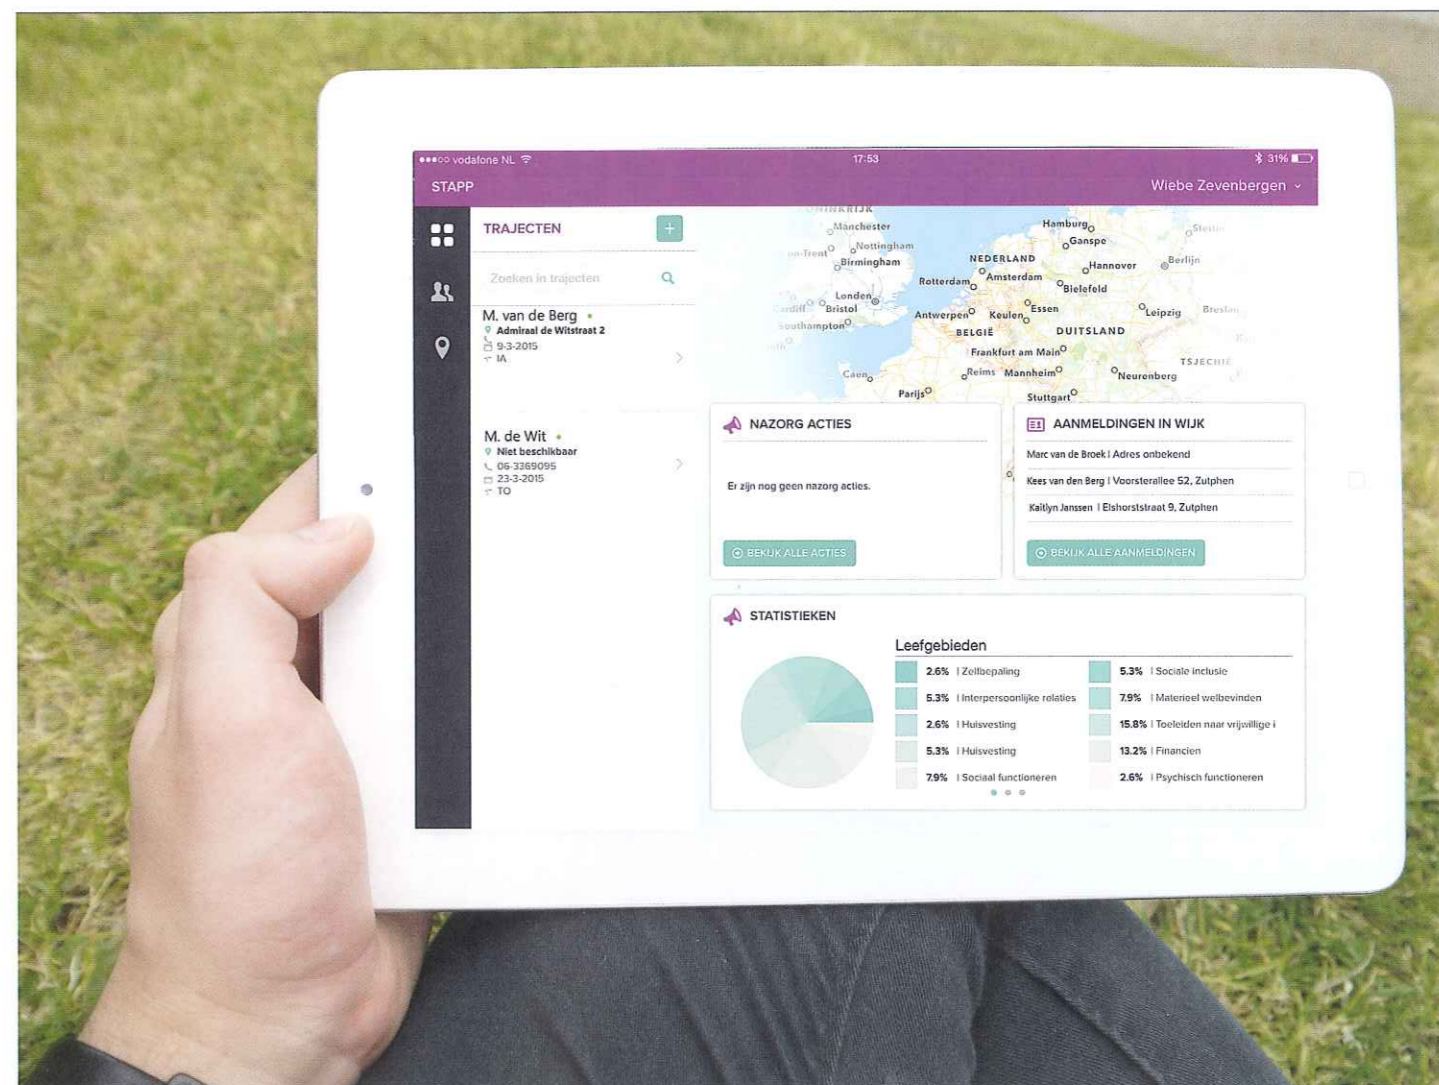 vodafone NL
17:53
31%
STAPP
Wiebe Zevenbergen
TRAJECTEN
+
Zoeken in trajecten
M. van de Berg
Admiraal de Witstraat 2
9-3-2015
IA
M. de Wit
Niet beschikbaar
06-3369095
23-3-2015
TO
Manchester
Nottingham
Birmingham
Londen
Bristol
Cardiff
Southampton
Hamburg
Ganspe
Stettin
NEDERLAND
Hannover
Berlijn
Amsterdam
Rotterdam
Bielefeld
Antwerpen
Keulen
Essen
Leipzig
Breslau
BELGIË
DUITSLAND
Frankfurt am Main
TSJECHIË
Caen
Reims
Mannheim
Neurenberg
Parijs
Stuttgart
NAZORG ACTIES
Er zijn nog geen nazorg acties.
BEKIJK ALLE ACTIES
AANMELDINGEN IN WIJK
Marc van de Broek | Adres onbekend
Kees van den Berg | Voorsterallee 52, Zutphen
Kaitlyn Janssen | Elshorststraat 9, Zutphen
BEKIJK ALLE AANMELDINGEN
STATISTIEKEN
Leefgebieden
2.6% | Zelfbepaling
5.3% | Interpersoonlijke relaties
2.6% | Huisvesting
5.3% | Huisvesting
7.9% | Sociaal functioneren
5.3% | Sociale inclusie
7.9% | Materieel welbevinden
15.8% | Toeleiden naar vrijwillige i
13.2% | Financien
2.6% | Psychisch functioneren